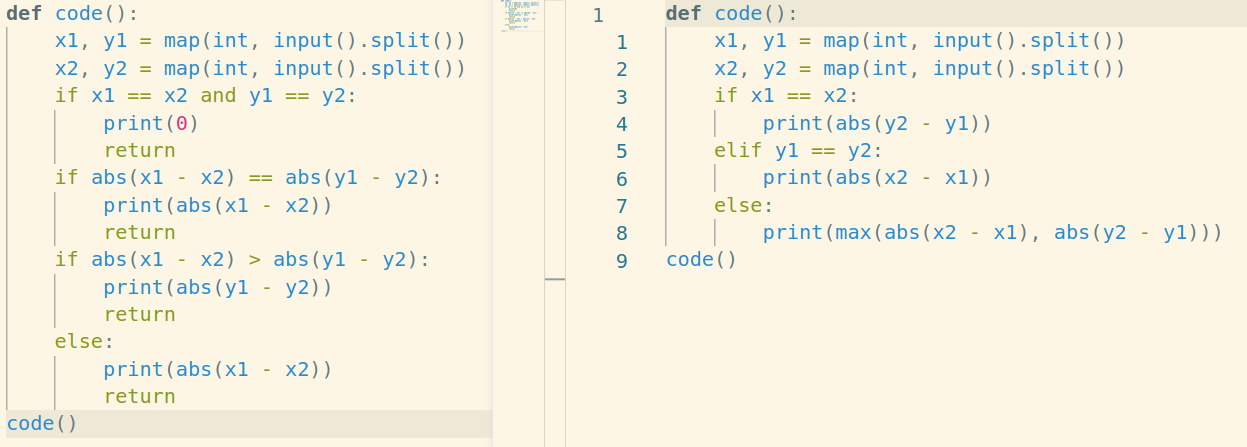 def code():
    x1, y1 = map(int, input().split())
    x2, y2 = map(int, input().split())
    if x1 == x2 and y1 == y2:
        print(0)
        return
    if abs(x1 - x2) == abs(y1 - y2):
        print(abs(x1 - x2))
        return
    if abs(x1 - x2) > abs(y1 - y2):
        print(abs(y1 - y2))
        return
    else:
        print(abs(x1 - x2))
        return
code()
1 def code():
1     x1, y1 = map(int, input().split())
2     x2, y2 = map(int, input().split())
3     if x1 == x2:
4         print(abs(y2 - y1))
5     elif y1 == y2:
6         print(abs(x2 - x1))
7     else:
8         print(max(abs(x2 - x1), abs(y2 - y1)))
9 code()